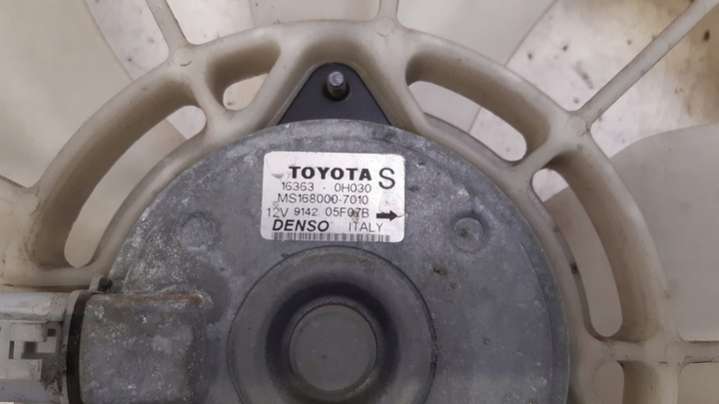 TOYOTA S
16363 - 0H030
MS168000-7010
12V 9142 05F07B
DENSO ITALY